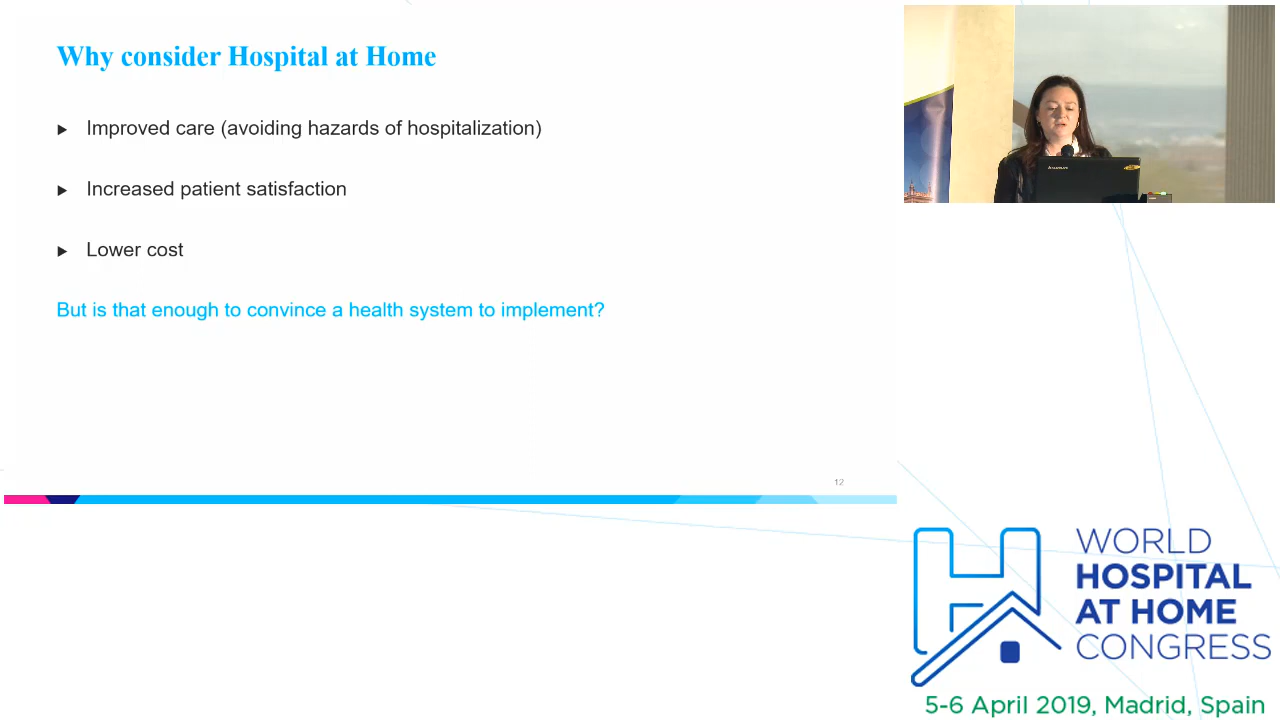 Why consider Hospital at Home
Improved care (avoiding hazards of hospitalization)
Increased patient satisfaction
Lower cost
But is that enough to convince a health system to implement?
12
WORLD
HOSPITAL
AT HOME
CONGRESS
5-6 April 2019, Madrid, Spain